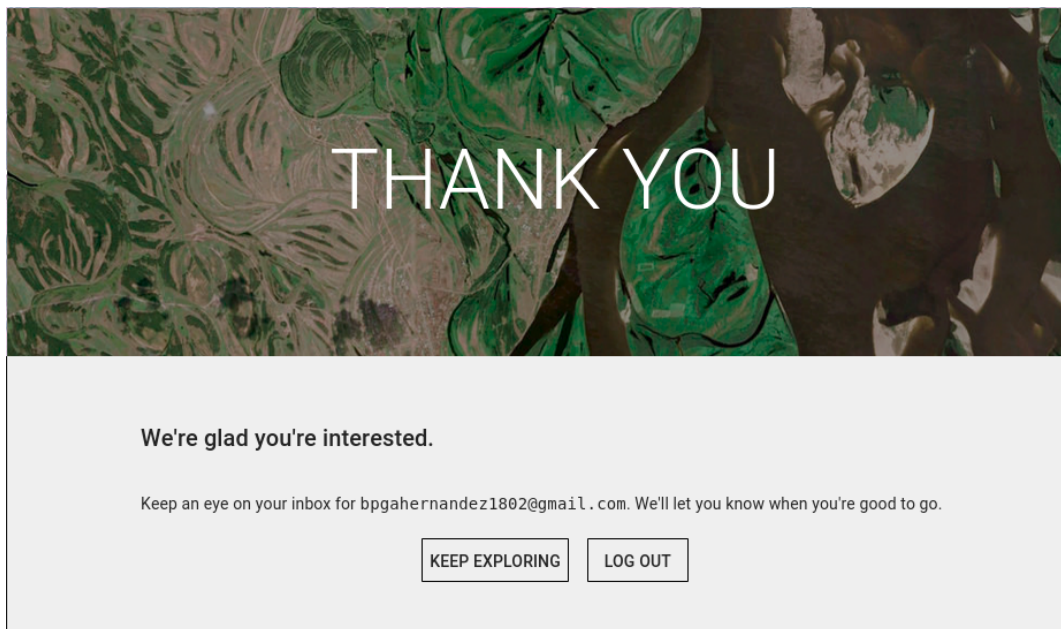 THANK YOU
We're glad you're interested.
Keep an eye on your inbox for bpgahernandez1802@gmail.com. We'll let you know when you're good to go.
KEEP EXPLORING LOG OUT